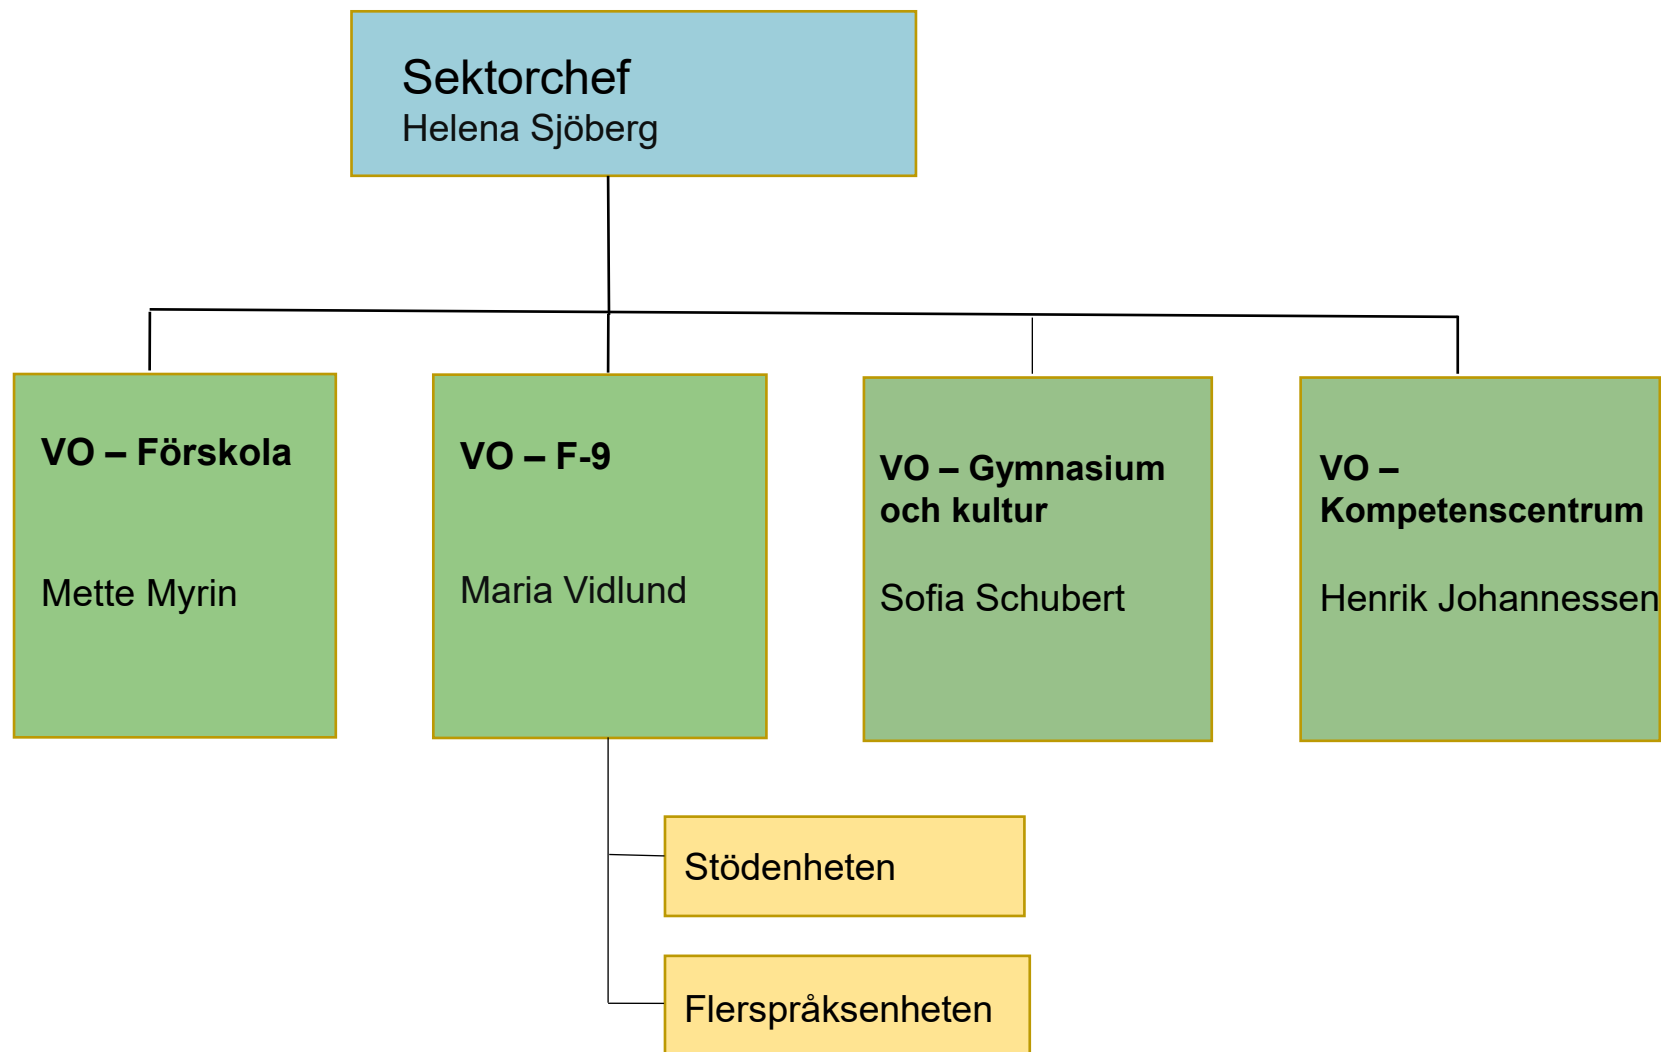 Sektorchef
Helena Sjöberg
VO – Förskola
Mette Myrin
VO – F-9
Maria Vidlund
VO – Gymnasium
och kultur
Sofia Schubert
VO –
Kompetenscentrum
Henrik Johannessen
Stödenheten
Flerspråksenheten